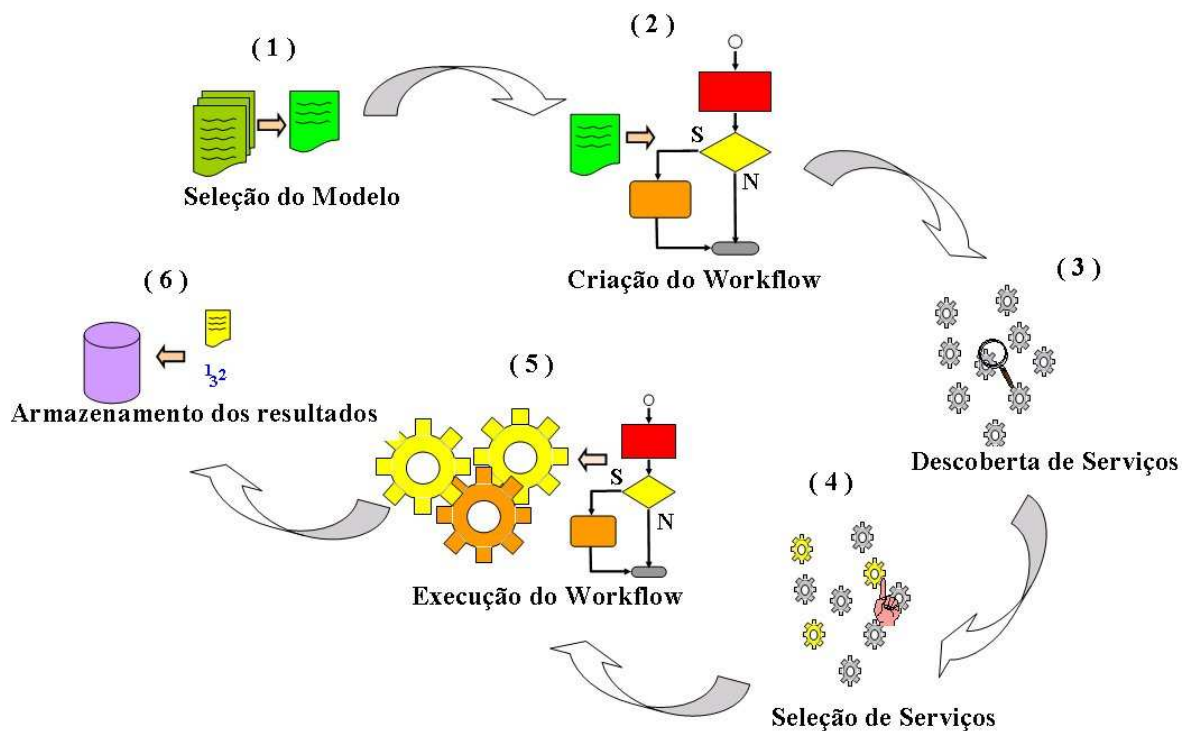 ( 1 )
Seleção do Modelo
( 2 )
S
N
Criação do Workflow
( 3 )
Descoberta de Serviços
( 4 )
Seleção de Serviços
( 5 )
S
N
Execução do Workflow
( 6 )
132
Armazenamento dos resultados